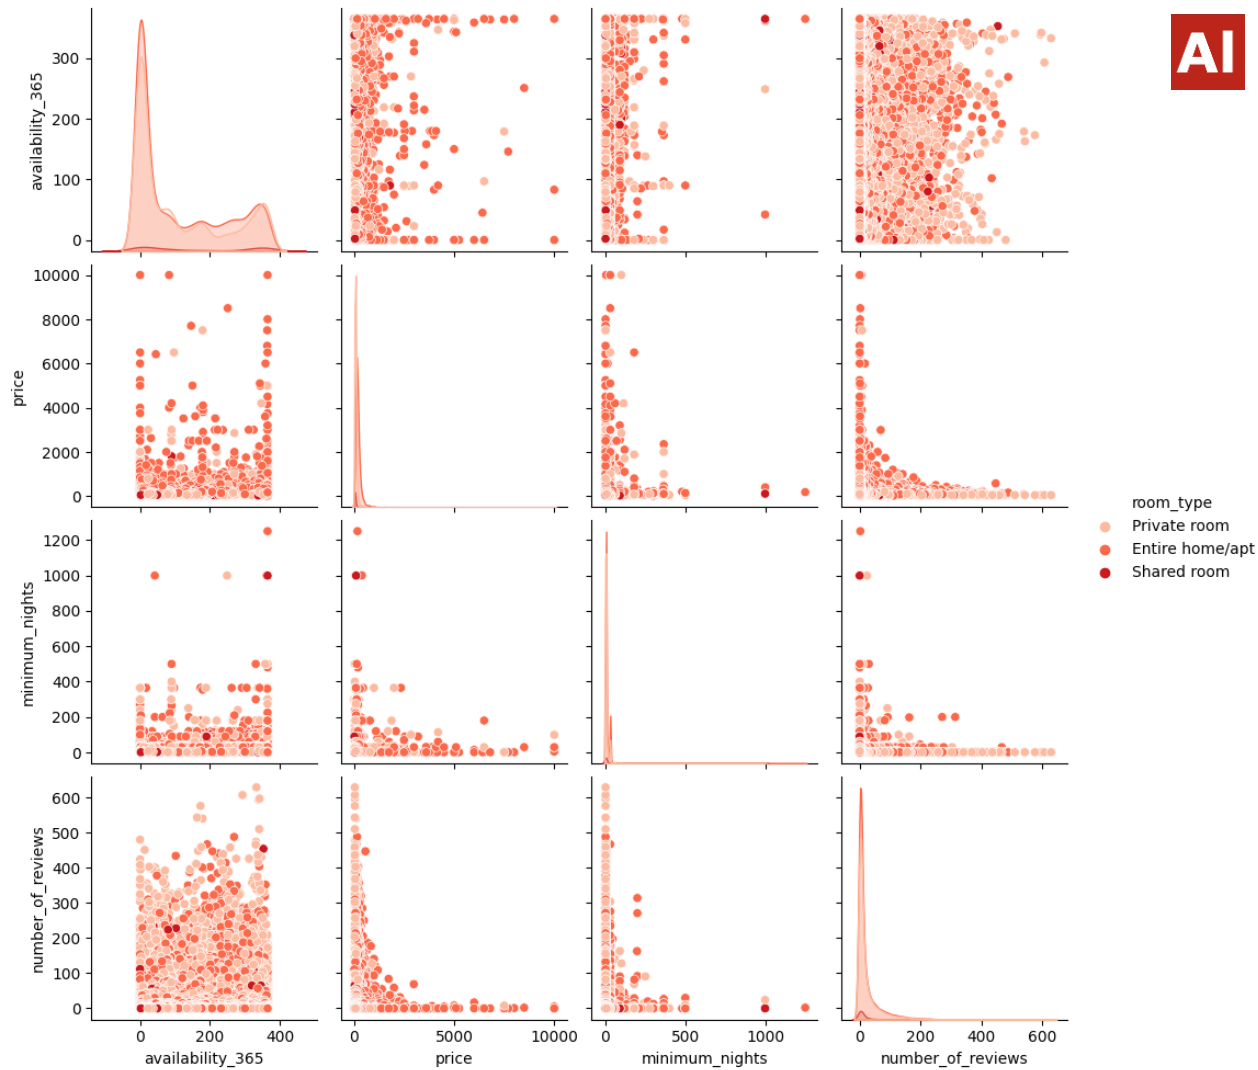 AI
availability_365
300
200
100
0
price
10000
8000
6000
4000
2000
0
minimum_nights
1200
1000
800
600
400
200
0
room_type
Private room
Entire home/apt
Shared room
number_of_reviews
600
500
400
300
200
100
0
0 200 400
0 5000 10000
0 500 1000
0 200 400 600
availability_365
price
minimum_nights
number_of_reviews